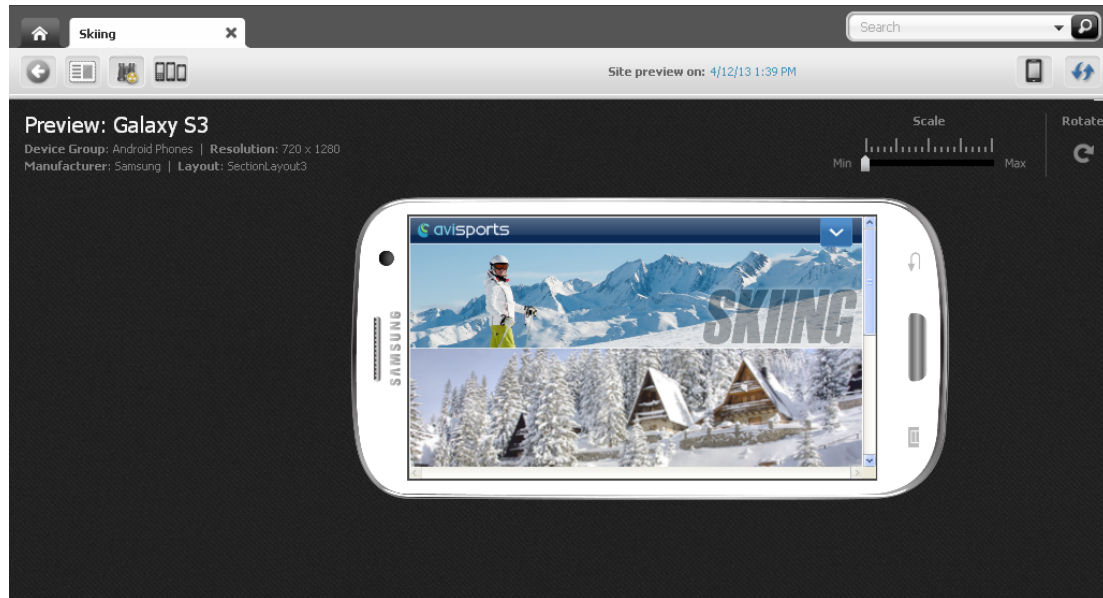 Skiing
Search
Site preview on: 4/12/13 1:39 PM
Preview: Galaxy S3
Device Group: Android Phones | Resolution: 720 x 1280
Manufacturer: Samsung | Layout: SectionLayout3
Scale
Min Max
Rotate
avisports
SKIING
SAMSUNG